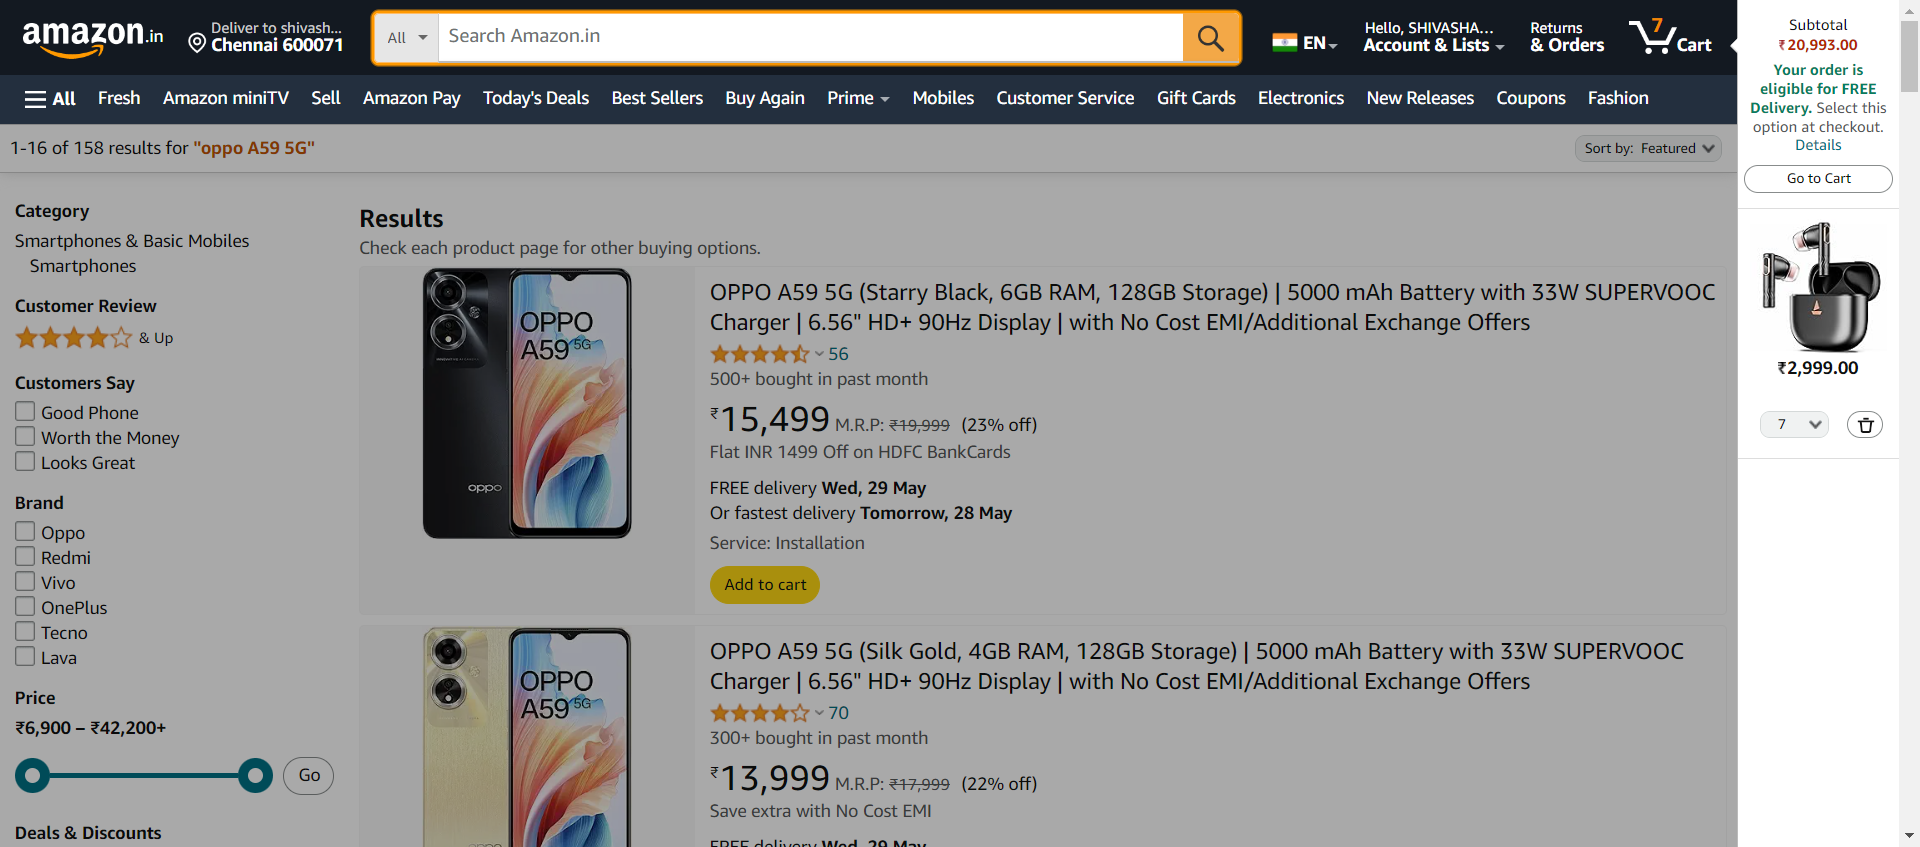 amazon.in
Deliver to shivash...
Chennai 600071
All
Search Amazon.in
EN
Hello, SHIVASHA...
Account & Lists
Returns
& Orders
7
Cart
All
Fresh
Amazon miniTV
Sell
Amazon Pay
Today's Deals
Best Sellers
Buy Again
Prime
Mobiles
Customer Service
Gift Cards
Electronics
New Releases
Coupons
Fashion
1-16 of 158 results for "oppo A59 5G"
Sort by: Featured
Category
Smartphones & Basic Mobiles
Smartphones
Customer Review
& Up
Customers Say
Good Phone
Worth the Money
Looks Great
Brand
Oppo
Redmi
Vivo
OnePlus
Tecno
Lava
Price
₹6,900 – ₹42,200+
Go
Deals & Discounts
Results
Check each product page for other buying options.
OPPO
A59 5G
oppo
OPPO A59 5G (Starry Black, 6GB RAM, 128GB Storage) | 5000 mAh Battery with 33W SUPERVOOC
Charger | 6.56" HD+ 90Hz Display | with No Cost EMI/Additional Exchange Offers
56
500+ bought in past month
₹15,499 M.R.P: ₹19,999 (23% off)
Flat INR 1499 Off on HDFC BankCards
FREE delivery Wed, 29 May
Or fastest delivery Tomorrow, 28 May
Service: Installation
Add to cart
OPPO
A59 5G
OPPO A59 5G (Silk Gold, 4GB RAM, 128GB Storage) | 5000 mAh Battery with 33W SUPERVOOC
Charger | 6.56" HD+ 90Hz Display | with No Cost EMI/Additional Exchange Offers
70
300+ bought in past month
₹13,999 M.R.P: ₹17,999 (22% off)
Save extra with No Cost EMI
FREE delivery Wed, 29 May
Subtotal
₹20,993.00
Your order is
eligible for FREE
Delivery. Select this
option at checkout.
Details
Go to Cart
₹2,999.00
7